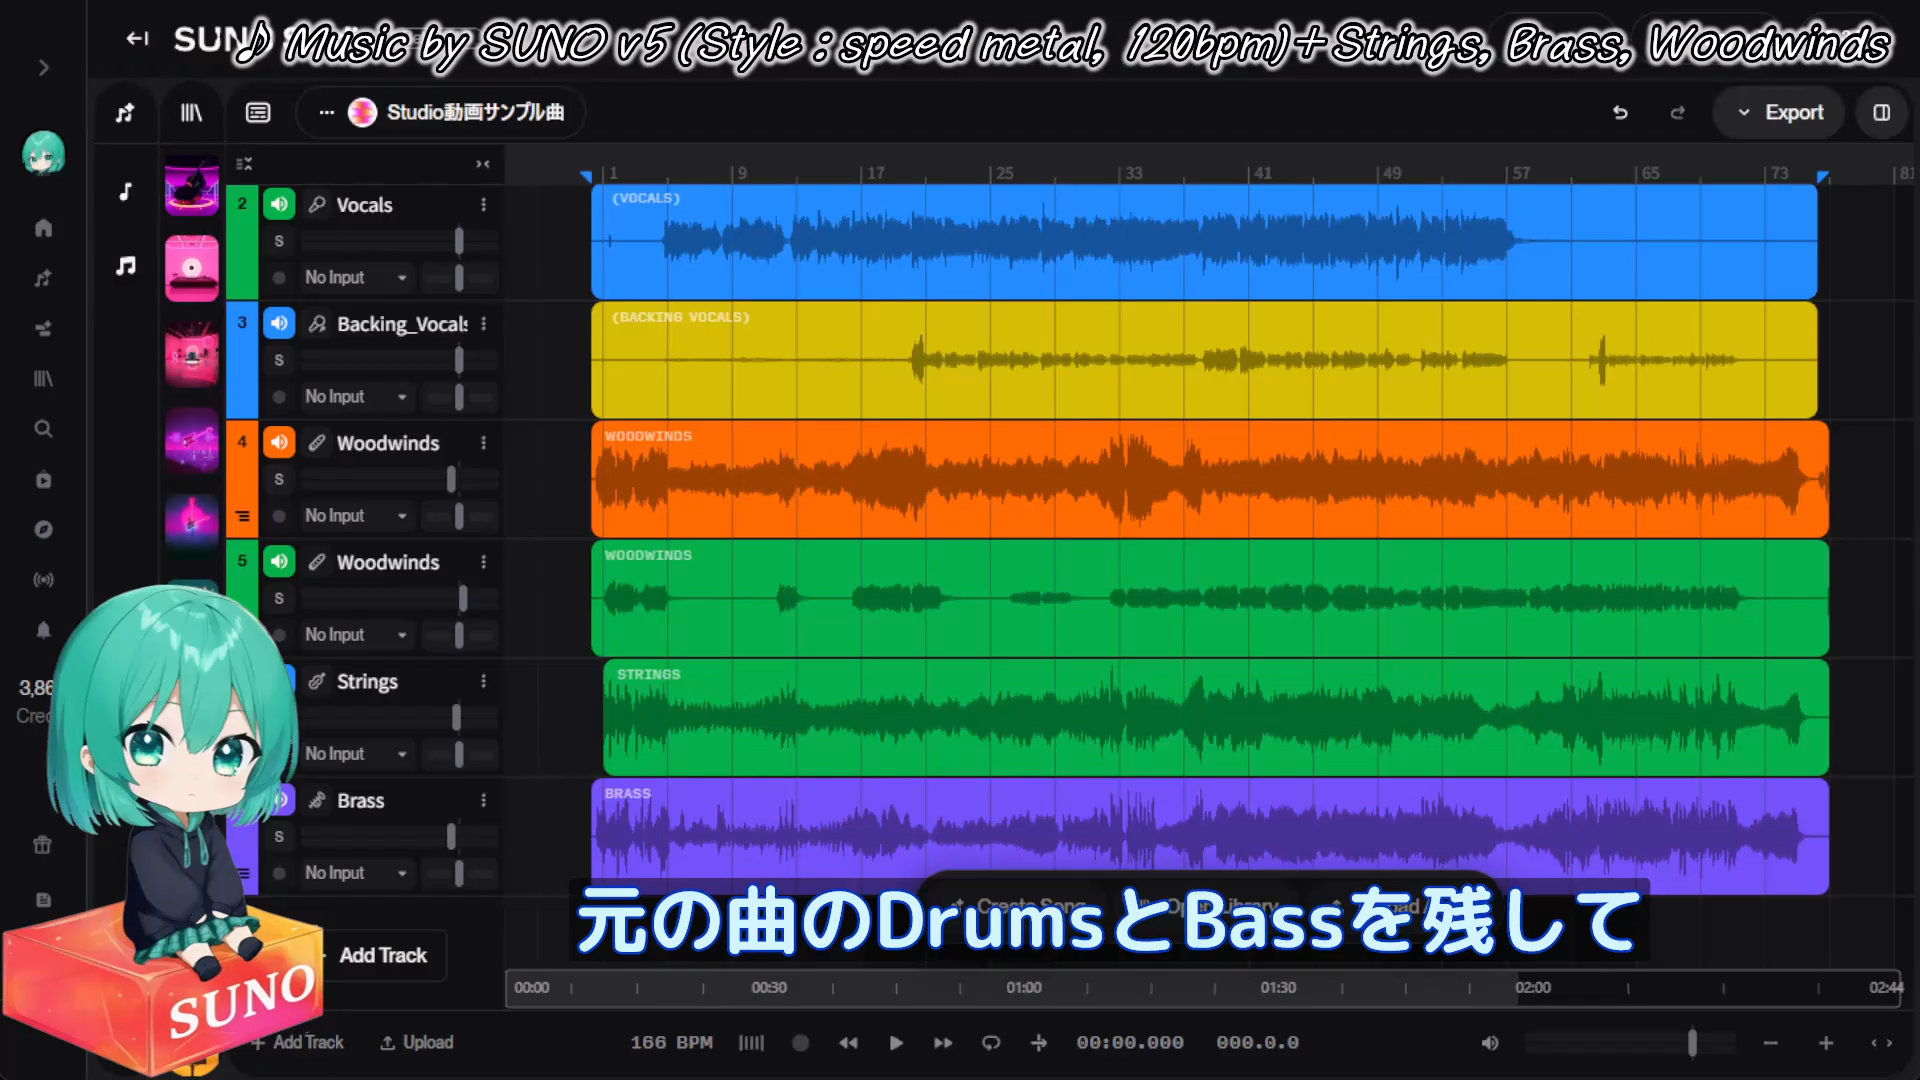 SUNO
♪ Music by SUNO v5 (Style : speed metal, 120bpm)+Strings, Brass, Woodwinds
Studio動画サンプル曲
Export
1 9 17 25 33 41 49 57 65 73 81
2 Vocals
S
No Input
(VOCALS)
3 Backing_Vocals
S
No Input
(BACKING VOCALS)
4 Woodwinds
S
No Input
WOODWINDS
5 Woodwinds
S
No Input
WOODWINDS
Strings
No Input
STRINGS
Brass
S
No Input
BRASS
3,86
Cred
元の曲のDrumsとBassを残して
Add Track
00:00 00:30 01:00 01:30 02:00 02:44
SUNO
+ Add Track
Upload
166 BPM
00:00.000
000.0.0